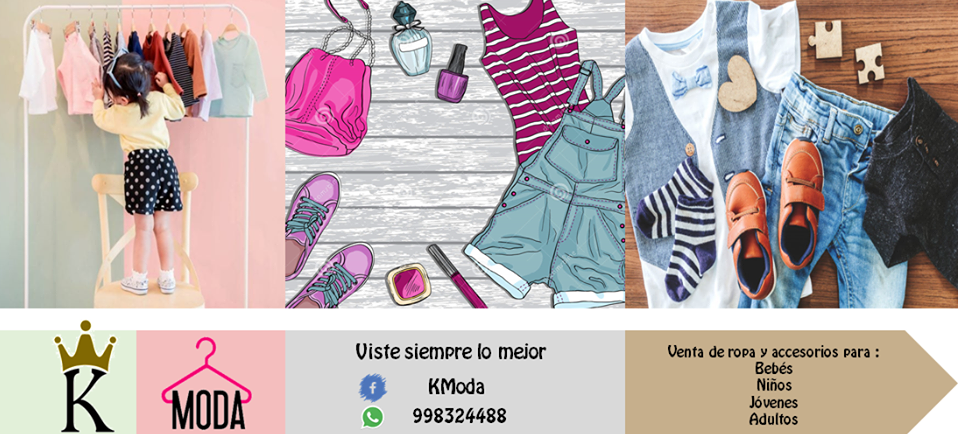 K
MODA
Viste siempre lo mejor
KModa
998324488
Venta de ropa y accesorios para :
Bebés
Niños
Jóvenes
Adultos